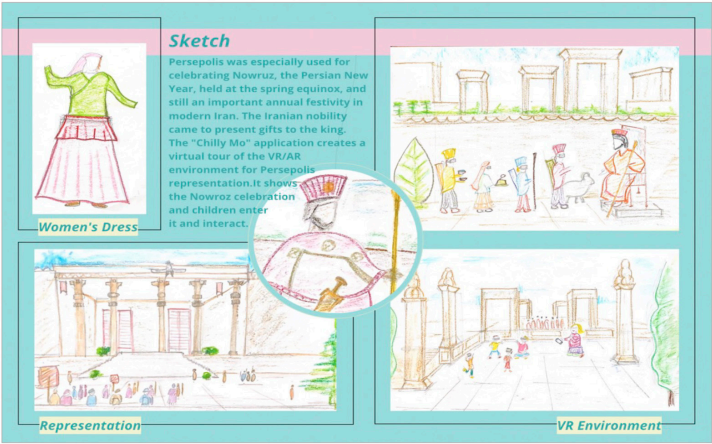 Sketch
Persepolis was especially used for
celebrating Nowruz, the Persian New
Year, held at the spring equinox, and
still an important annual festivity in
modern Iran. The Iranian nobility
came to present gifts to the king.
The "Chilly Mo" application creates a
virtual tour of the VR/AR
environment for Persepolis
representation.It shows
the Nowroz celebration
and children enter
it and interact.
Women's Dress
Representation
VR Environment